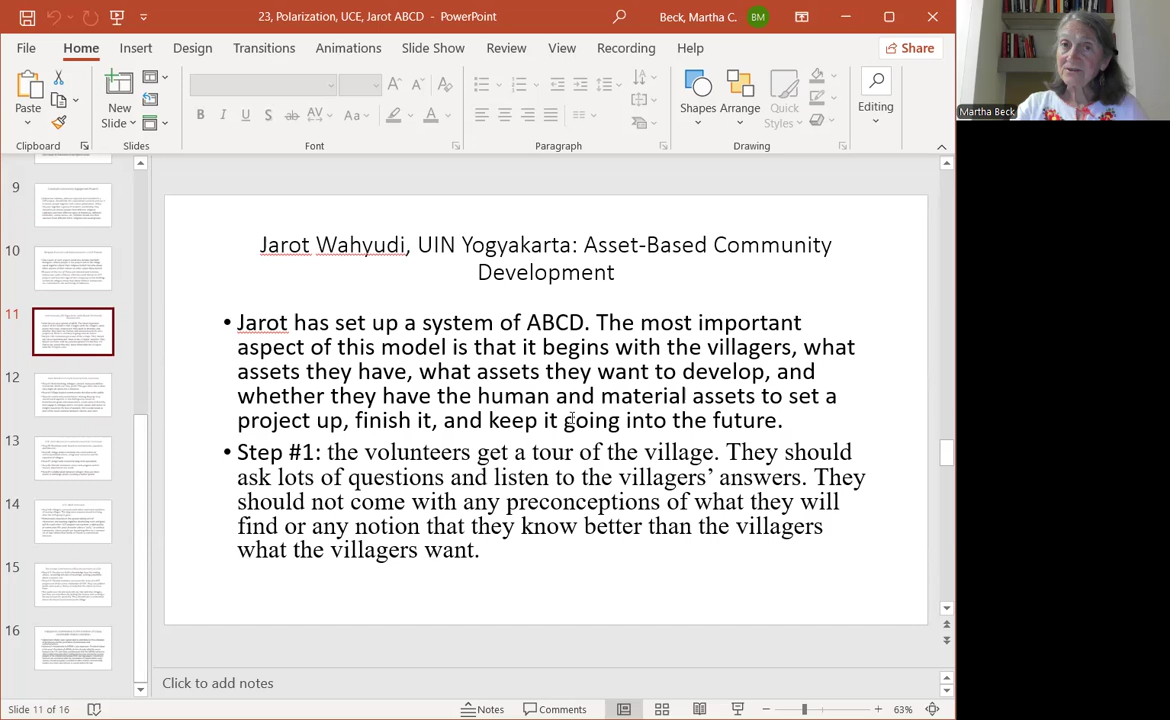 23, Polarization, UCE, Jarot ABCD - PowerPoint
Beck, Martha C.
BM
File Home Insert Design Transitions Animations Slide Show Review View Recording Help Share
Paste
New
Slide
Shapes Arrange Quick
Styles
Editing
Clipboard Slides Font Paragraph Drawing
Martha Beck
9
10
11
12
13
14
15
16
Jarot Wahyudi, UIN Yogyakarta: Asset-Based Community
Development
• Jarot has set up a system of ABCD. The most important
aspect of this model is that it begins with the villagers, what
assets they have, what assets they want to develop, and
whether they have the human and material assets to set a
project up, finish it, and keep it going into the future.
• Step #1: the volunteers get a tour of the village. They should
ask lots of questions and listen to the villagers’ answers. They
should not come with any preconceptions of what they will
find or any notion that they know better than the villagers
what the villagers want.
Click to add notes
Slide 11 of 16
Notes Comments
63%